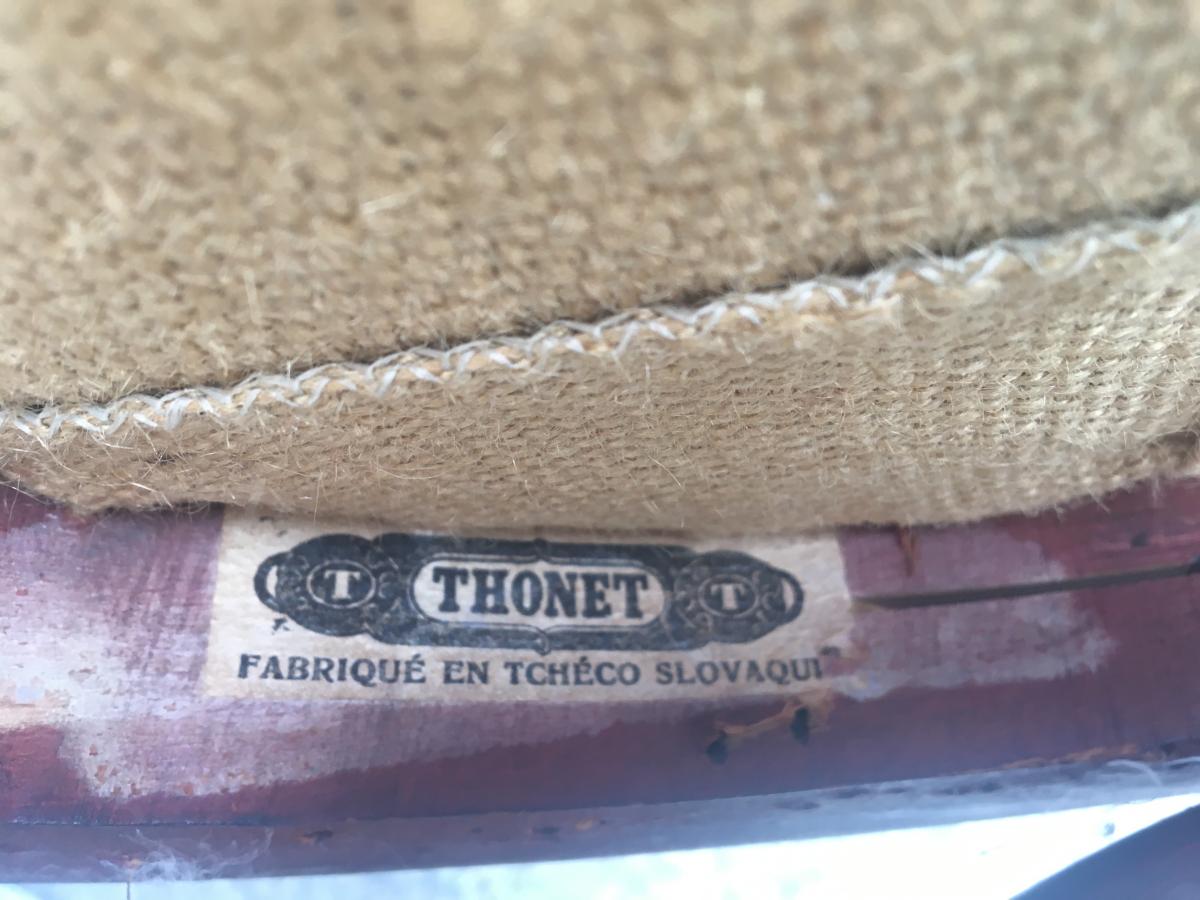 T THONET T
FABRIQUÉ EN TCHÉCO SLOVAQUI